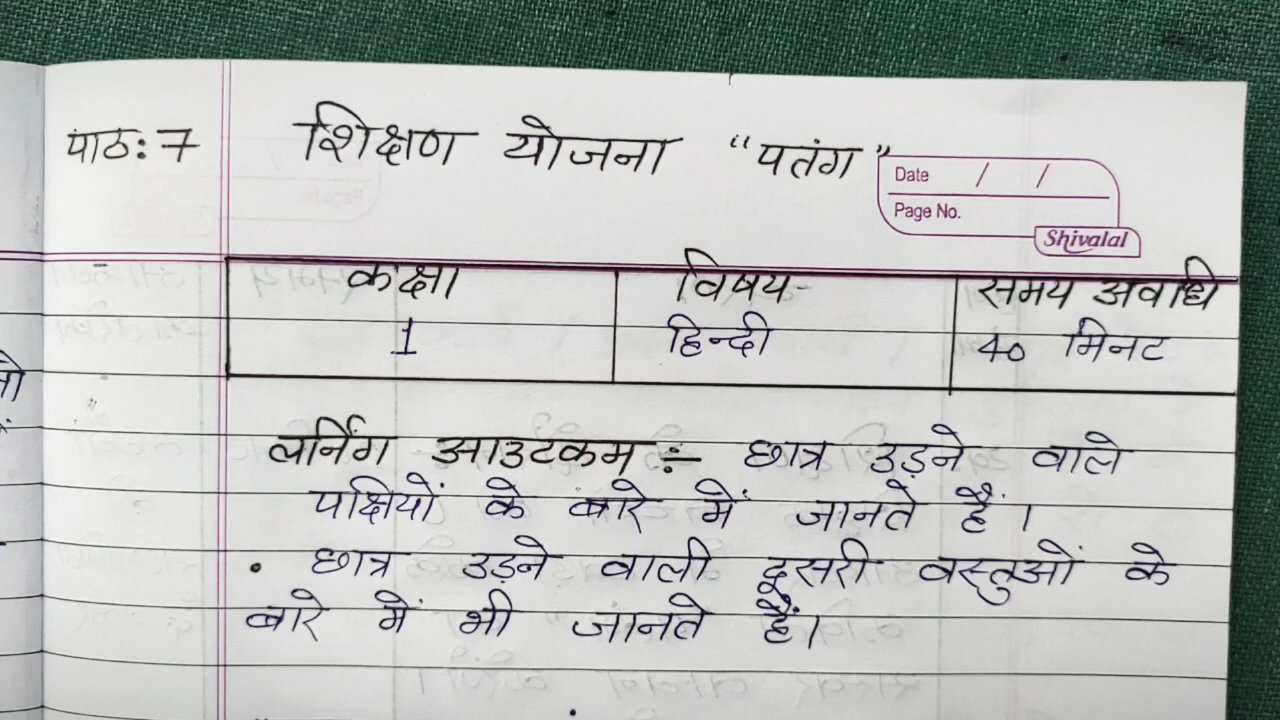 पाठ: 7 शिक्षण योजना "पतंग"
Date / /
Page No.
Shivalal
कक्षा विषय समय अवधि
1 हिन्दी 40 मिनट
लर्निंग आउटकम ÷ छात्र उड़ने वाले
पक्षियों के बारे में जानते हैं।
• छात्र उड़ने वाली दूसरी वस्तुओं के
बारे में भी जानते हैं।